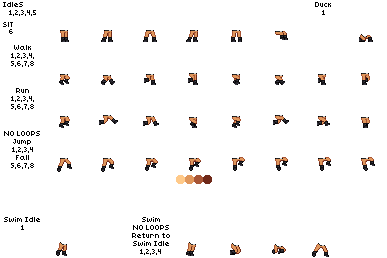 IdleS
1,2,3,4,5
Duck
1
SIT
6
Walk
1,2,3,4,
5,6,7,8
Run
1,2,3,4,
5,6,7,8
NO LOOPS
Jump
1,2,3,4
Fall
5,6,7,8
Swim Idle
1
Swim
NO LOOPS
Return to
Swim Idle
1,2,3,4